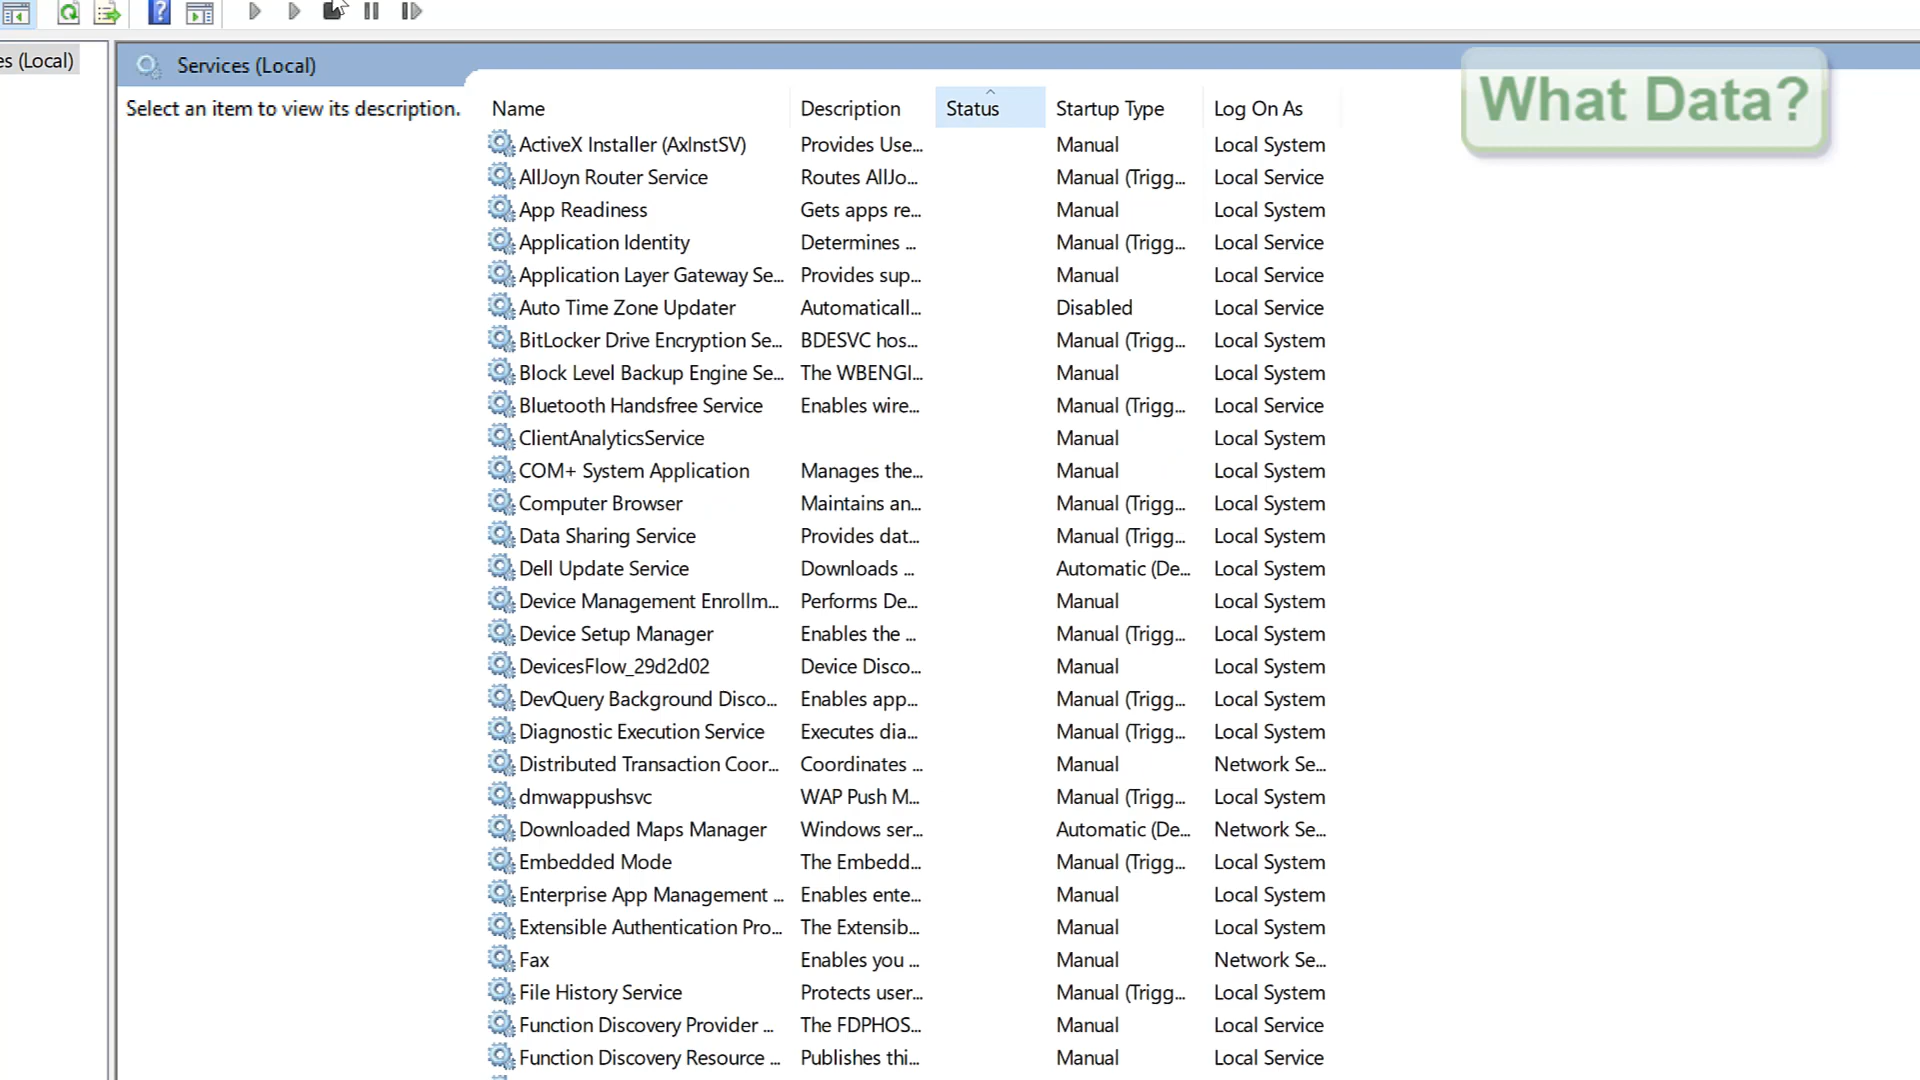 es (Local)
Services (Local)
What Data?
Select an item to view its description.
Name Description Status Startup Type Log On As
ActiveX Installer (AxInstSV) Provides Use... Manual Local System
AllJoyn Router Service Routes AllJo... Manual (Trigg... Local Service
App Readiness Gets apps re... Manual Local System
Application Identity Determines ... Manual (Trigg... Local Service
Application Layer Gateway Se... Provides sup... Manual Local Service
Auto Time Zone Updater Automaticall... Disabled Local Service
BitLocker Drive Encryption Se... BDESVC hos... Manual (Trigg... Local System
Block Level Backup Engine Se... The WBENGI... Manual Local System
Bluetooth Handsfree Service Enables wire... Manual (Trigg... Local Service
ClientAnalyticsService Manual Local System
COM+ System Application Manages the... Manual Local System
Computer Browser Maintains an... Manual (Trigg... Local System
Data Sharing Service Provides dat... Manual (Trigg... Local System
Dell Update Service Downloads ... Automatic (De... Local System
Device Management Enrollm... Performs De... Manual Local System
Device Setup Manager Enables the ... Manual (Trigg... Local System
DevicesFlow_29d2d02 Device Disco... Manual Local System
DevQuery Background Disco... Enables app... Manual (Trigg... Local System
Diagnostic Execution Service Executes dia... Manual (Trigg... Local System
Distributed Transaction Coor... Coordinates ... Manual Network Se...
dmwappushsvc WAP Push M... Manual (Trigg... Local System
Downloaded Maps Manager Windows ser... Automatic (De... Network Se...
Embedded Mode The Embedd... Manual (Trigg... Local System
Enterprise App Management ... Enables ente... Manual Local System
Extensible Authentication Pro... The Extensib... Manual Local System
Fax Enables you ... Manual Network Se...
File History Service Protects user... Manual (Trigg... Local System
Function Discovery Provider ... The FDPHOS... Manual Local Service
Function Discovery Resource ... Publishes thi... Manual Local Service